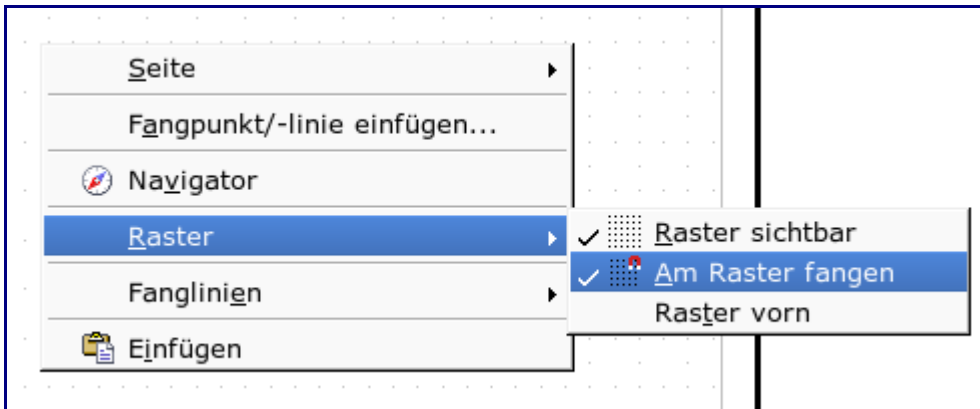 Seite
Fangpunkt/-linie einfügen...
Navigator
Raster
Fanglinien
Einfügen
Raster sichtbar
Am Raster fangen
Raster vorn